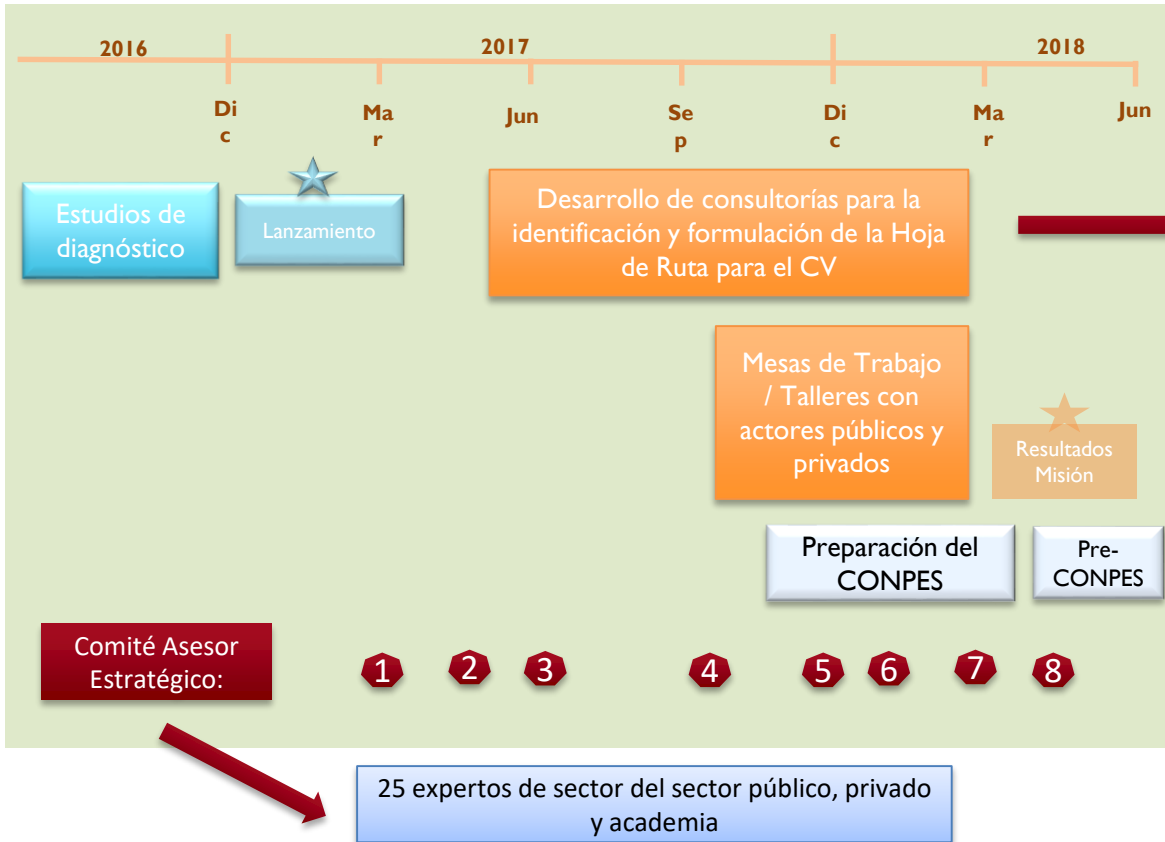 2016
2017
2018
Di
c
Ma
r
Jun
Se
p
Di
c
Ma
r
Jun
Estudios de
diagnóstico
Lanzamiento
Desarrollo de consultorías para la
identificación y formulación de la Hoja
de Ruta para el CV
Mesas de Trabajo
/ Talleres con
actores públicos y
privados
Resultados
Misión
Preparación del
CONPES
Pre-
CONPES
Comité Asesor
Estratégico:
1
2
3
4
5
6
7
8
25 expertos de sector del sector público, privado
y academia